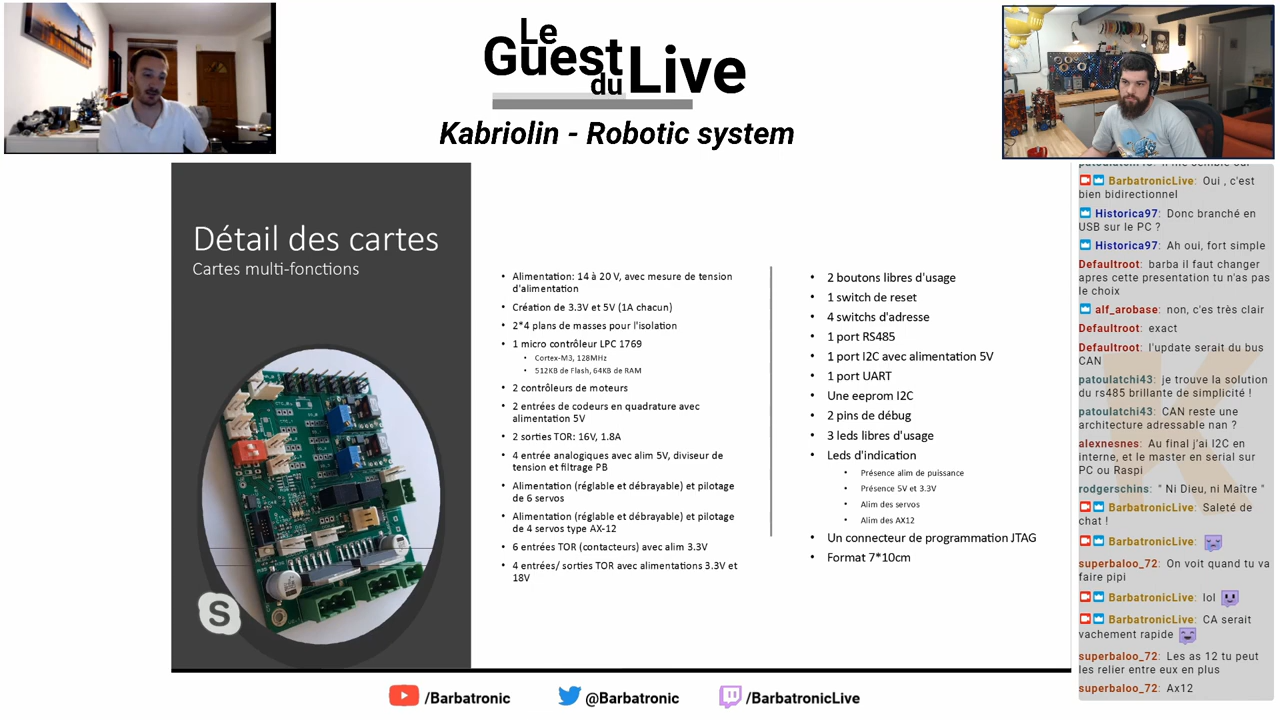 Le
Guest
du Live
Kabriolin - Robotic system
Détail des cartes
Cartes multi-fonctions
• Alimentation: 14 à 20 V, avec mesure de tension
d'alimentation
• Création de 3.3V et 5V (1A chacun)
• 2*4 plans de masses pour l'isolation
• 1 micro contrôleur LPC 1769
• Cortex-M3, 128MHz
• 512KB de Flash, 64KB de RAM
• 2 contrôleurs de moteurs
• 2 entrées de codeurs en quadrature avec
alimentation 5V
• 2 sorties TOR: 16V, 1.8A
• 4 entrée analogiques avec alim 5V, diviseur de
tension et filtrage PB
• Alimentation (réglable et débrayable) et pilotage
de 6 servos
• Alimentation (réglable et débrayable) et pilotage
de 4 servos type AX-12
• 6 entrées TOR (contacteurs) avec alim 3.3V
• 4 entrées/ sorties TOR avec alimentations 3.3V et
18V
• 2 boutons libres d'usage
• 1 switch de reset
• 4 switchs d'adresse
• 1 port RS485
• 1 port I2C avec alimentation 5V
• 1 port UART
• Une eeprom I2C
• 2 pins de débug
• 3 leds libres d'usage
• Leds d'indication
• Présence alim de puissance
• Présence 5V et 3.3V
• Alim des servos
• Alim des AX12
• Un connecteur de programmation JTAG
• Format 7*10cm
BarbatronicLive: Oui , c'est
bien bidirectionnel
Historica97: Donc branché en
USB sur le PC ?
Historica97: Ah oui, fort simple
Defaultroot: barba il faut changer
apres cette presentation tu n'as pas
le choix
alf_arobase: non, c'es très clair
Defaultroot: exact
Defaultroot: l'update serait du bus
CAN
patoulatchi43: je trouve la solution
du rs485 brillante de simplicité !
patoulatchi43: CAN reste une
architecture adressable nan ?
alexnesnes: Au final j'ai I2C en
interne, et le master en serial sur
PC ou Raspi
rodgerschins: " Ni Dieu, ni Maître "
BarbatronicLive: Saleté de
chat !
BarbatronicLive:
superbaloo_72: On voit quand tu va
faire pipi
BarbatronicLive: lol
BarbatronicLive: CA serait
vachement rapide
superbaloo_72: Les as 12 tu peut
les relier entre eux en plus
superbaloo_72: Ax12
S
/Barbatronic
@Barbatronic
/BarbatronicLive